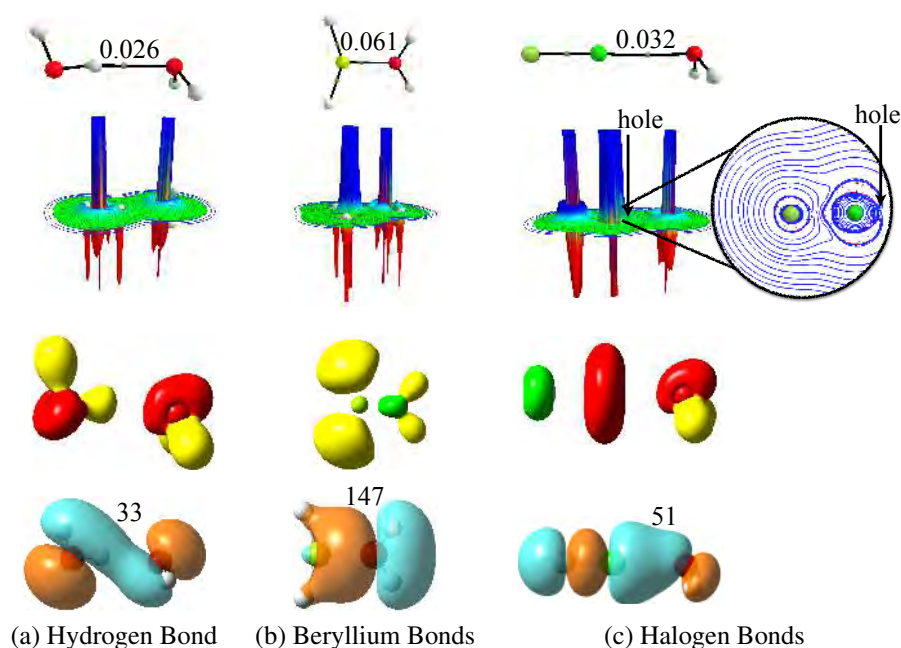 0.026
0.061
0.032
hole
hole
33
147
51
(a) Hydrogen Bond
(b) Beryllium Bonds
(c) Halogen Bonds